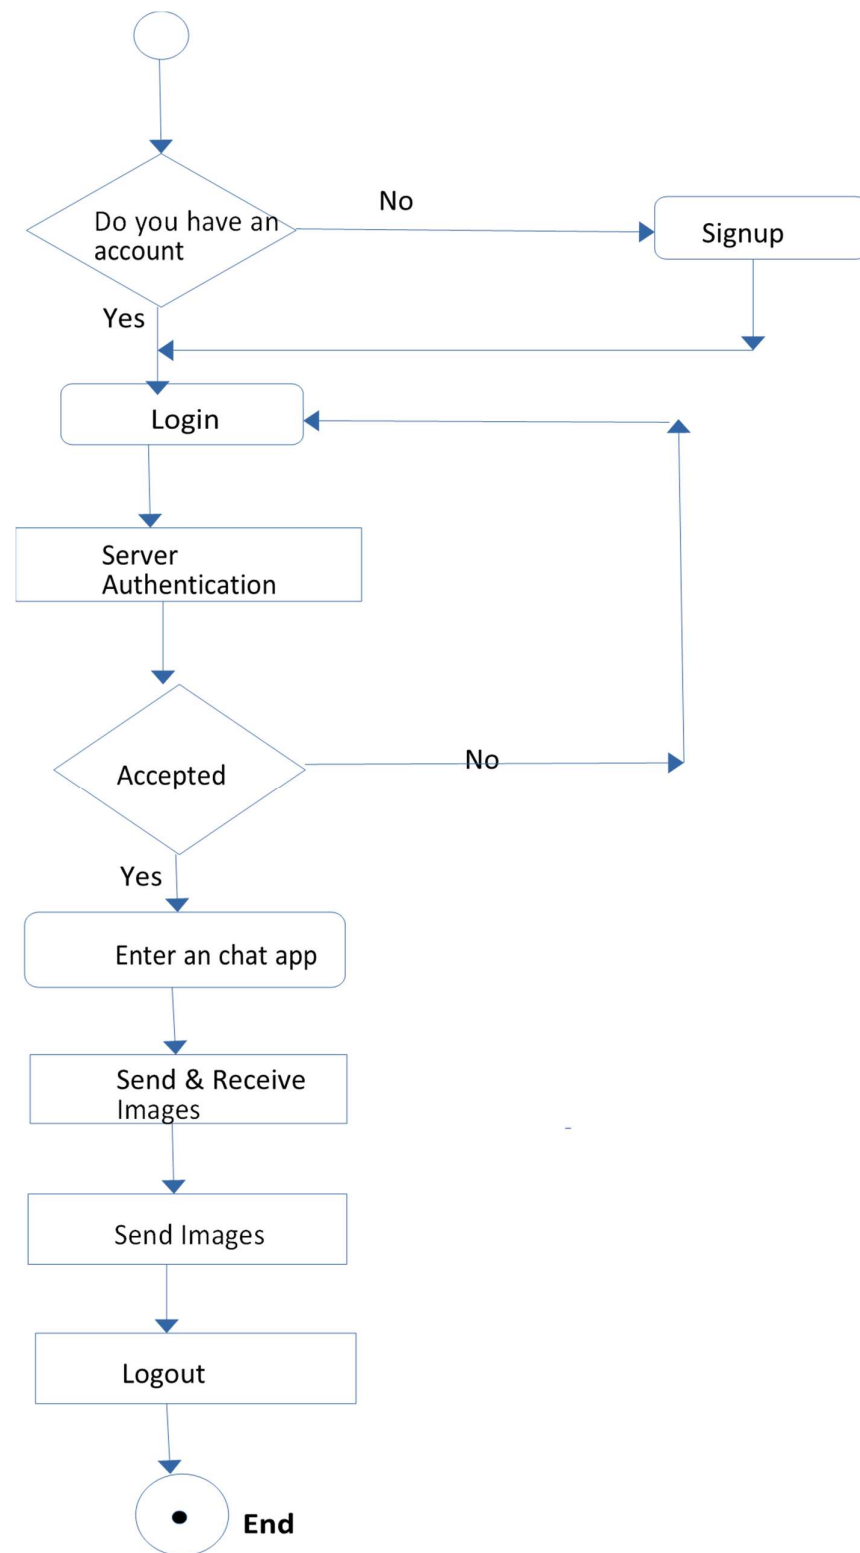 Do you have an
account
No
Signup
Yes
Login
Server
Authentication
Accepted
No
Yes
Enter an chat app
Send & Receive
Images
Send Images
Logout
End